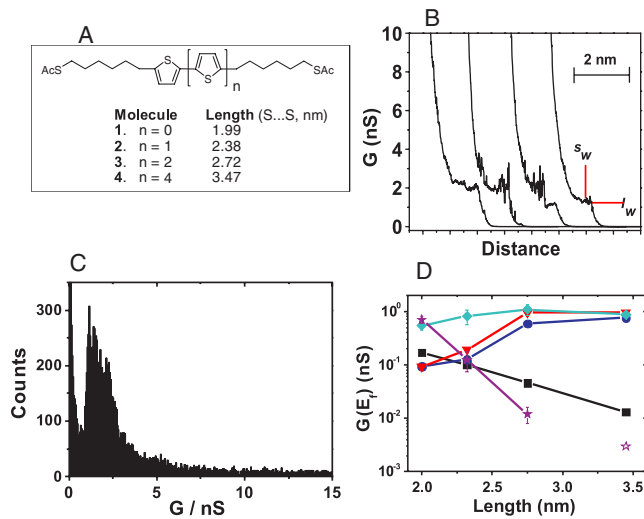 A
AcS
S
S
n
SAc
Molecule Length (S...S, nm)
1. n = 0 1.99
2. n = 1 2.38
3. n = 2 2.72
4. n = 4 3.47
B
10
8
6
4
2
0
G (nS)
2 nm
s_W
I_W
Distance
C
300
200
100
0
Counts
0 5 10 15
G / nS
D
10^0
10^-1
10^-2
10^-3
G(E_f) (nS)
2.0 2.5 3.0 3.5
Length (nm)